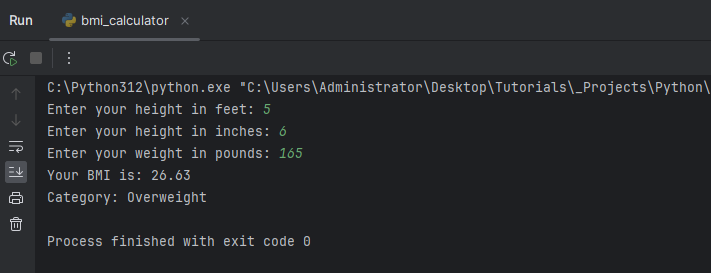 Run bmi_calculator
C:\Python312\python.exe "C:\Users\Administrator\Desktop\Tutorials\_Projects\Python\
Enter your height in feet: 5
Enter your height in inches: 6
Enter your weight in pounds: 165
Your BMI is: 26.63
Category: Overweight
Process finished with exit code 0